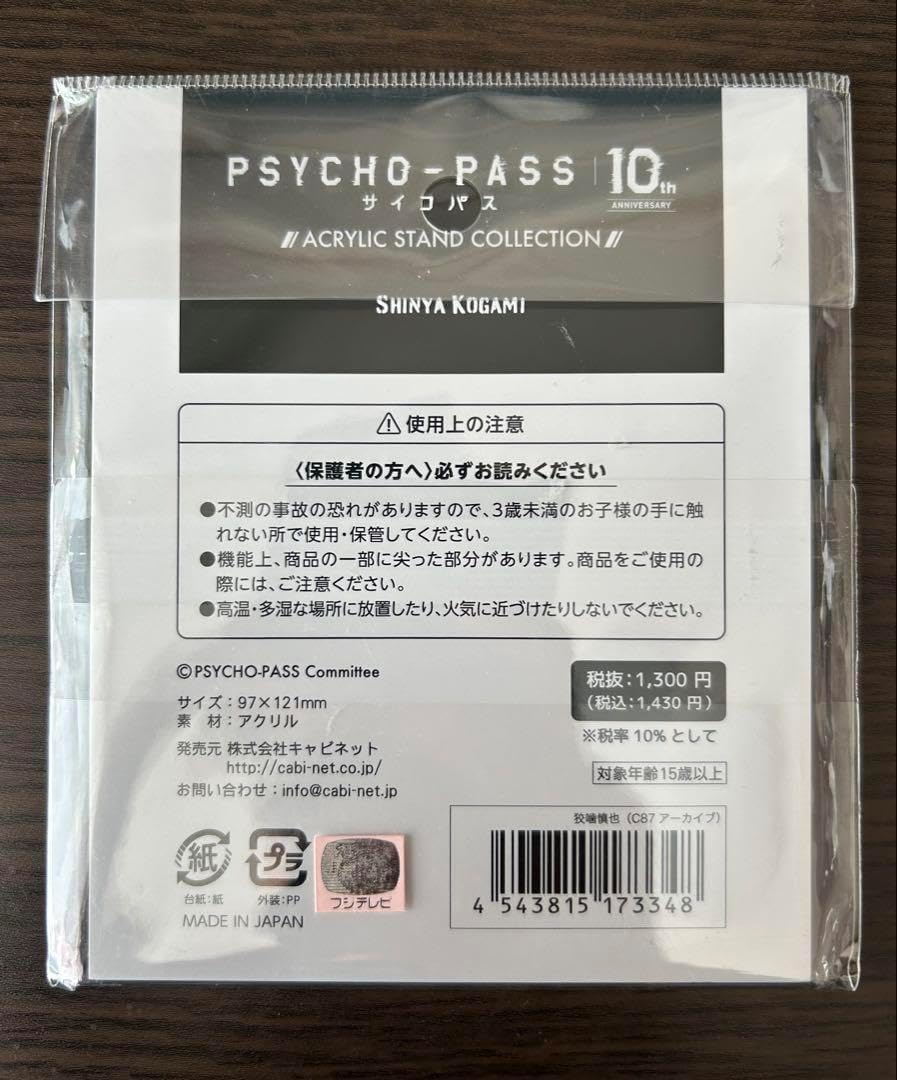 PSYCHO-PASS 10th
サイコパス ANNIVERSARY
// ACRYLIC STAND COLLECTION //
SHINYA KOGAMI
⚠ 使用上の注意
〈保護者の方へ〉必ずお読みください
●不測の事故の恐れがありますので、3歳未満のお子様の手に触
れない所で使用・保管してください。
●機能上、商品の一部に尖った部分があります。商品をご使用の
際には、ご注意ください。
●高温・多湿な場所に放置したり、火気に近づけたりしないでください。
©PSYCHO-PASS Committee
サイズ：97×121mm
素 材：アクリル
発売元 株式会社キャビネット
http://cabi-net.co.jp/
お問い合わせ：info@cabi-net.jp
税抜：1,300 円
（税込：1,430 円）
※税率 10% として
対象年齢15歳以上
狡噛慎也（C87 アーカイブ）
4 543815 173348
紙
台紙：紙
プラ
外装：PP
フジテレビ
MADE IN JAPAN